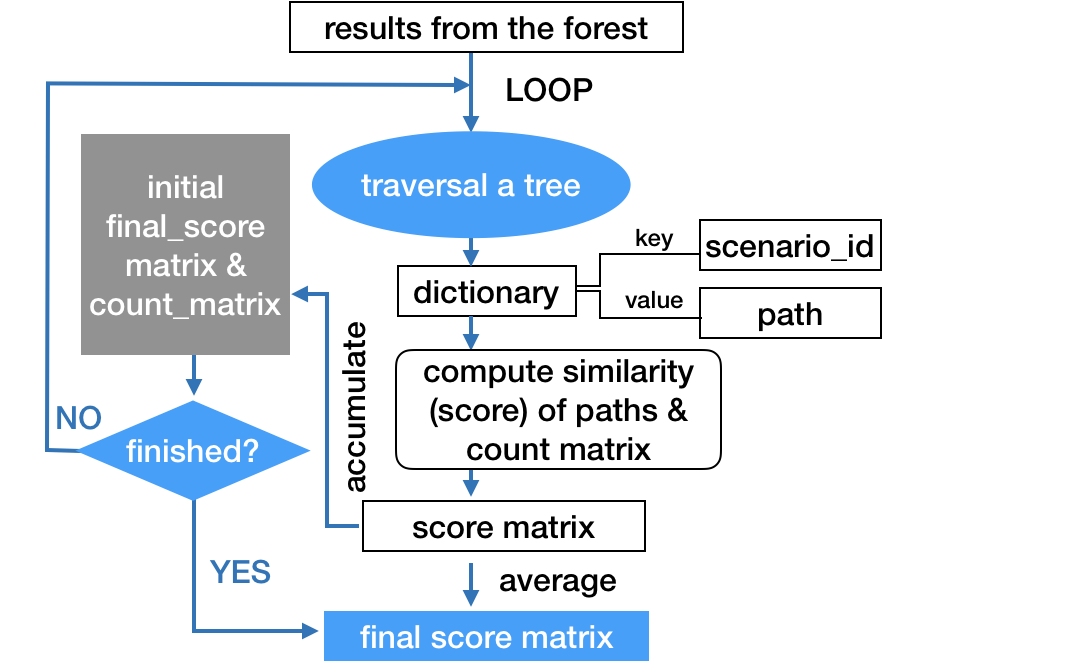 results from the forest
LOOP
traversal a tree
initial
final_score
matrix &
count_matrix
key
scenario_id
dictionary
value
path
accumulate
compute similarity
(score) of paths &
count matrix
NO
finished?
score matrix
YES
average
final score matrix